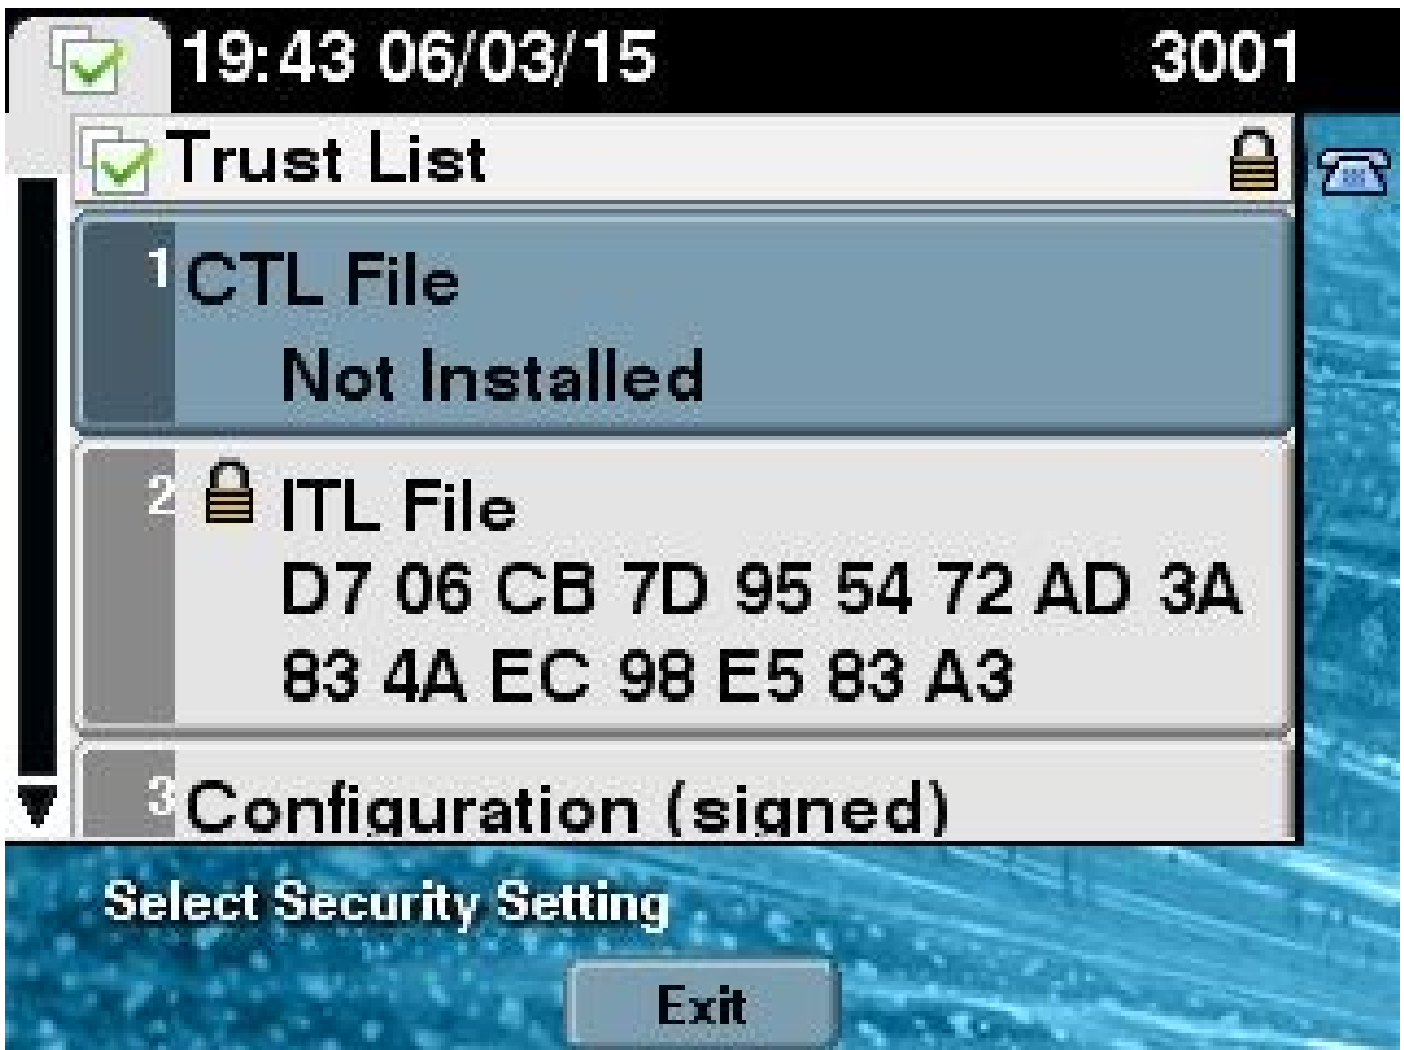 19:43 06/03/15 3001
Trust List
1 CTL File
Not Installed
2 ITL File
D7 06 CB 7D 95 54 72 AD 3A
83 4A EC 98 E5 83 A3
3 Configuration (signed)
Select Security Setting
Exit